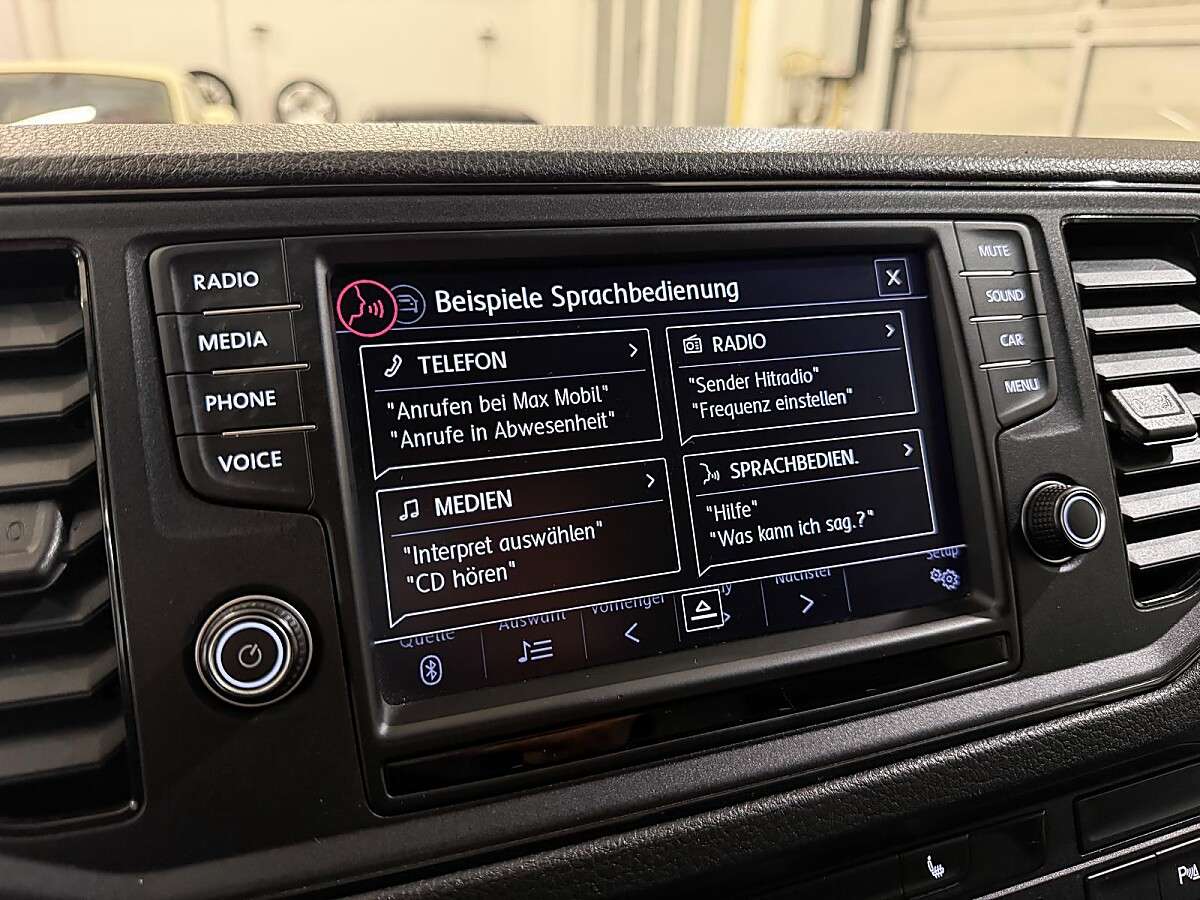 RADIO
MEDIA
PHONE
VOICE
MUTE
SOUND
CAR
MENU
Beispiele Sprachbedienung
X
TELEFON
"Anrufen bei Max Mobil"
"Anrufe in Abwesenheit"
RADIO
"Sender Hitradio"
"Frequenz einstellen"
MEDIEN
"Interpret auswählen"
"CD hören"
SPRACHBEDIEN.
"Hilfe"
"Was kann ich sag.?"
Quelle
Auswahl
Vorheriger
Nächster
Setup